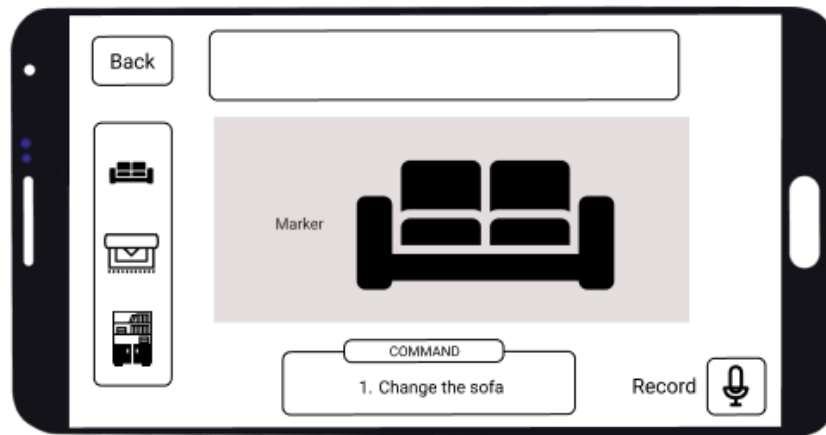 Back
Marker
COMMAND
1. Change the sofa
Record